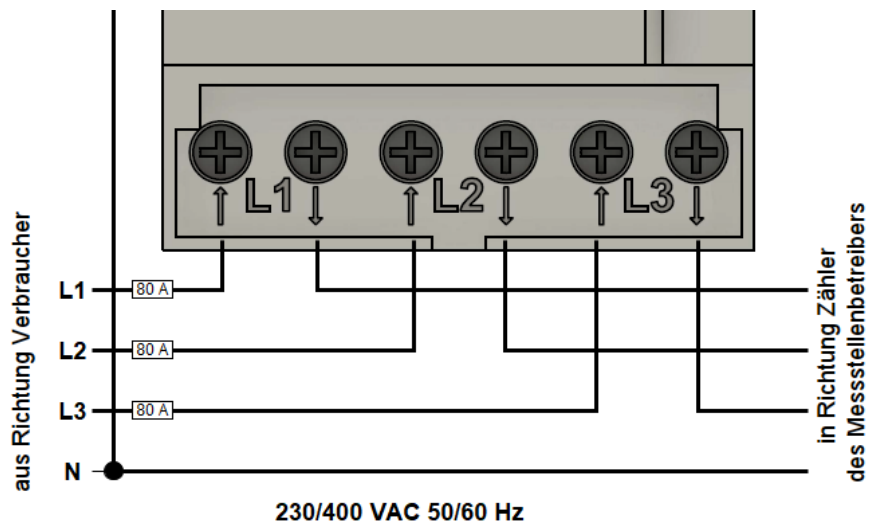 L1 L2 L3
aus Richtung Verbraucher
L1 80 A
L2 80 A
L3 80 A
N
in Richtung Zähler
des Messstellenbetreibers
230/400 VAC 50/60 Hz